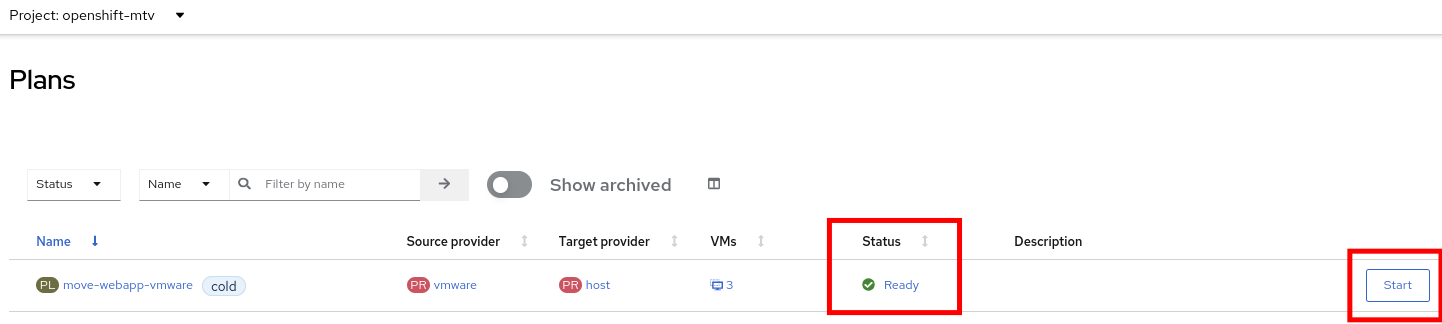 Project: openshift-mtv
Plans
Status Name Filter by name Show archived
Name Source provider Target provider VMs Status Description
PL move-webapp-vmware cold PR vmware PR host 3 Ready Start